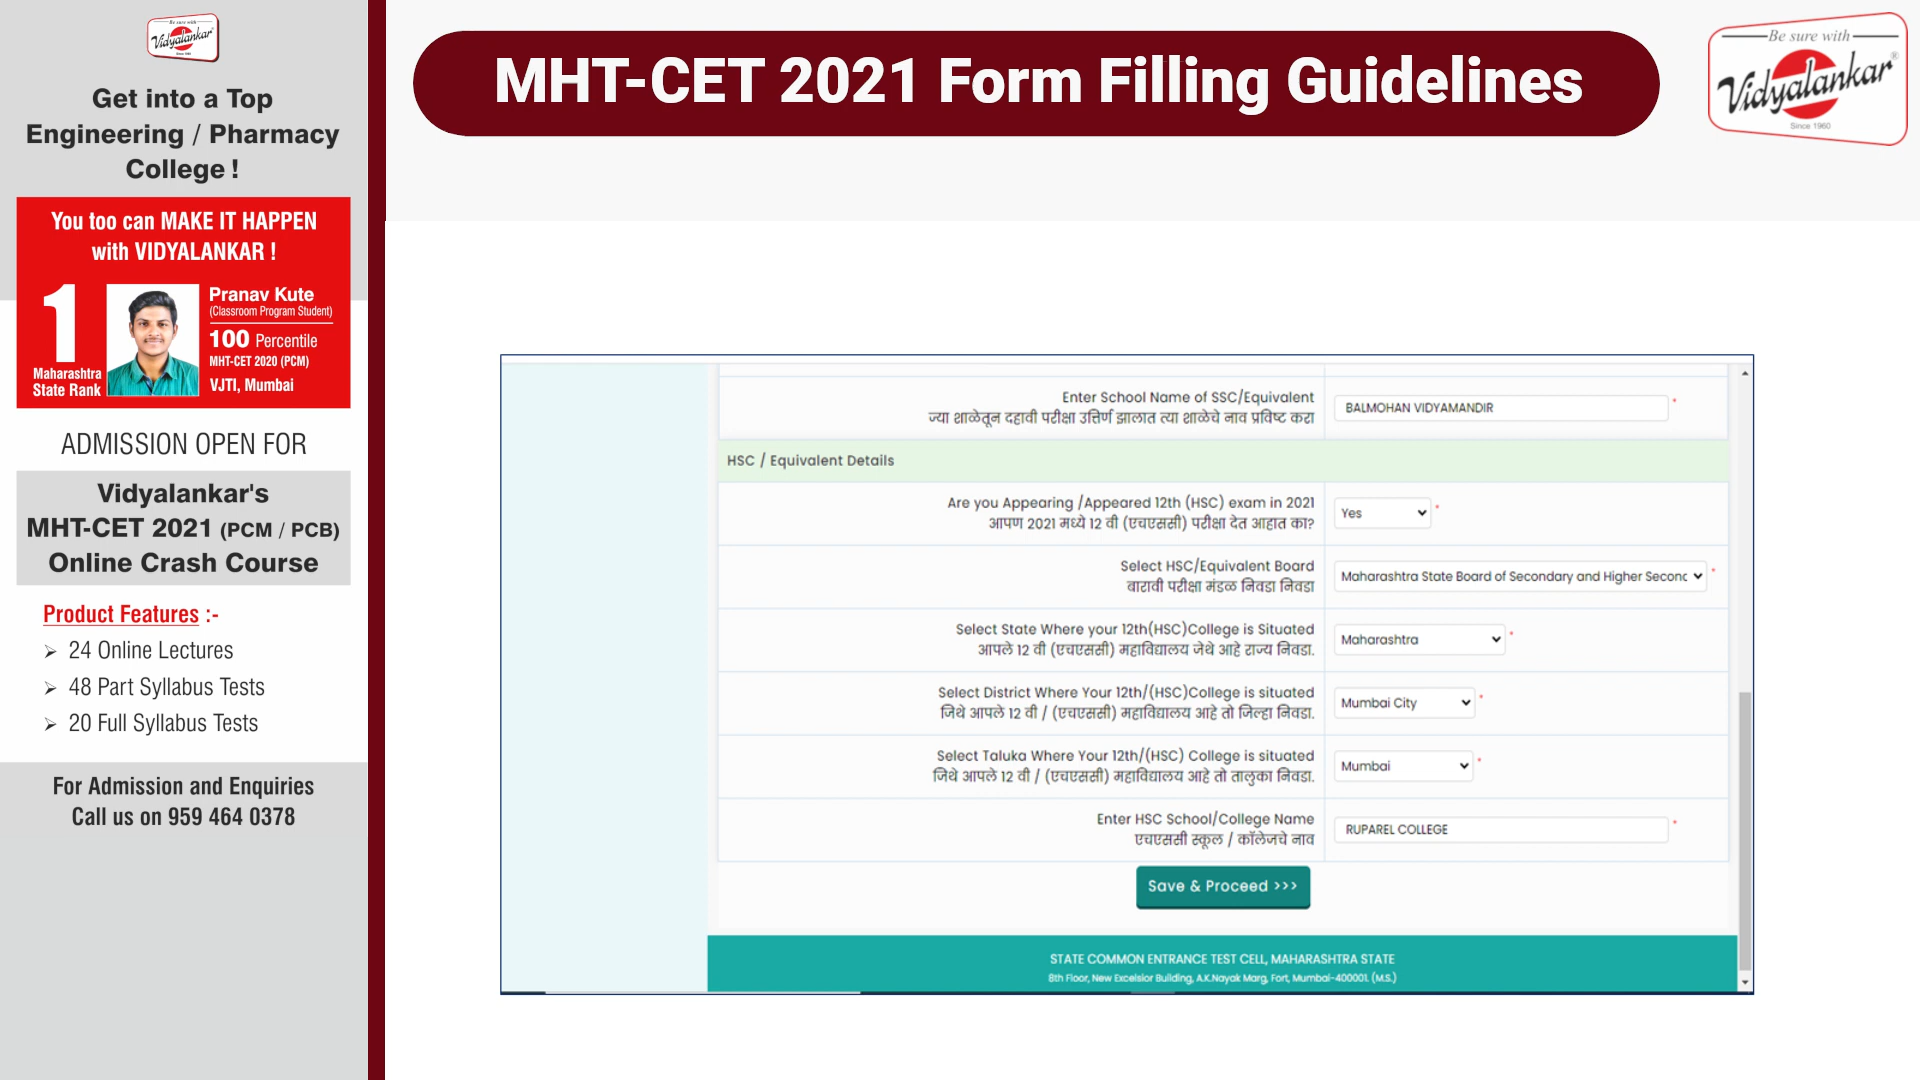 Be sure with
Vidyalankar
Since 1960
Get into a Top
Engineering / Pharmacy
College !
You too can MAKE IT HAPPEN
with VIDYALANKAR !
1
Maharashtra
State Rank
Pranav Kute
(Classroom Program Student)
100 Percentile
MHT-CET 2020 (PCM)
VJTI, Mumbai
ADMISSION OPEN FOR
Vidyalankar's
MHT-CET 2021 (PCM / PCB)
Online Crash Course
Product Features :-
➢ 24 Online Lectures
➢ 48 Part Syllabus Tests
➢ 20 Full Syllabus Tests
For Admission and Enquiries
Call us on 959 464 0378
MHT-CET 2021 Form Filling Guidelines
Be sure with
Vidyalankar®
Since 1960
Enter School Name of SSC/Equivalent
ज्या शाळेतून दहावी परीक्षा उत्तिर्ण झालात त्या शाळेचे नाव प्रविष्ट करा
BALMOHAN VIDYAMANDIR *
HSC / Equivalent Details
Are you Appearing /Appeared 12th (HSC) exam in 2021
आपण 2021 मध्ये 12 वी (एचएससी) परीक्षा देत आहात का?
Yes *
Select HSC/Equivalent Board
बारावी परीक्षा मंडळ निवडा निवडा
Maharashtra State Board of Secondary and Higher Seconc *
Select State Where your 12th(HSC)College is Situated
आपले 12 वी (एचएससी) महाविद्यालय जेथे आहे राज्य निवडा.
Maharashtra *
Select District Where Your 12th/(HSC)College is situated
जिथे आपले 12 वी / (एचएससी) महाविद्यालय आहे तो जिल्हा निवडा.
Mumbai City *
Select Taluka Where Your 12th/(HSC) College is situated
जिथे आपले 12 वी / (एचएससी) महाविद्यालय आहे तो तालुका निवडा.
Mumbai *
Enter HSC School/College Name
एचएससी स्कूल / कॉलेजचे नाव
RUPAREL COLLEGE *
Save & Proceed >>>
STATE COMMON ENTRANCE TEST CELL, MAHARASHTRA STATE
8th Floor, New Excelsior Building, A.K.Nayak Marg, Fort, Mumbai-400001. (M.S.)